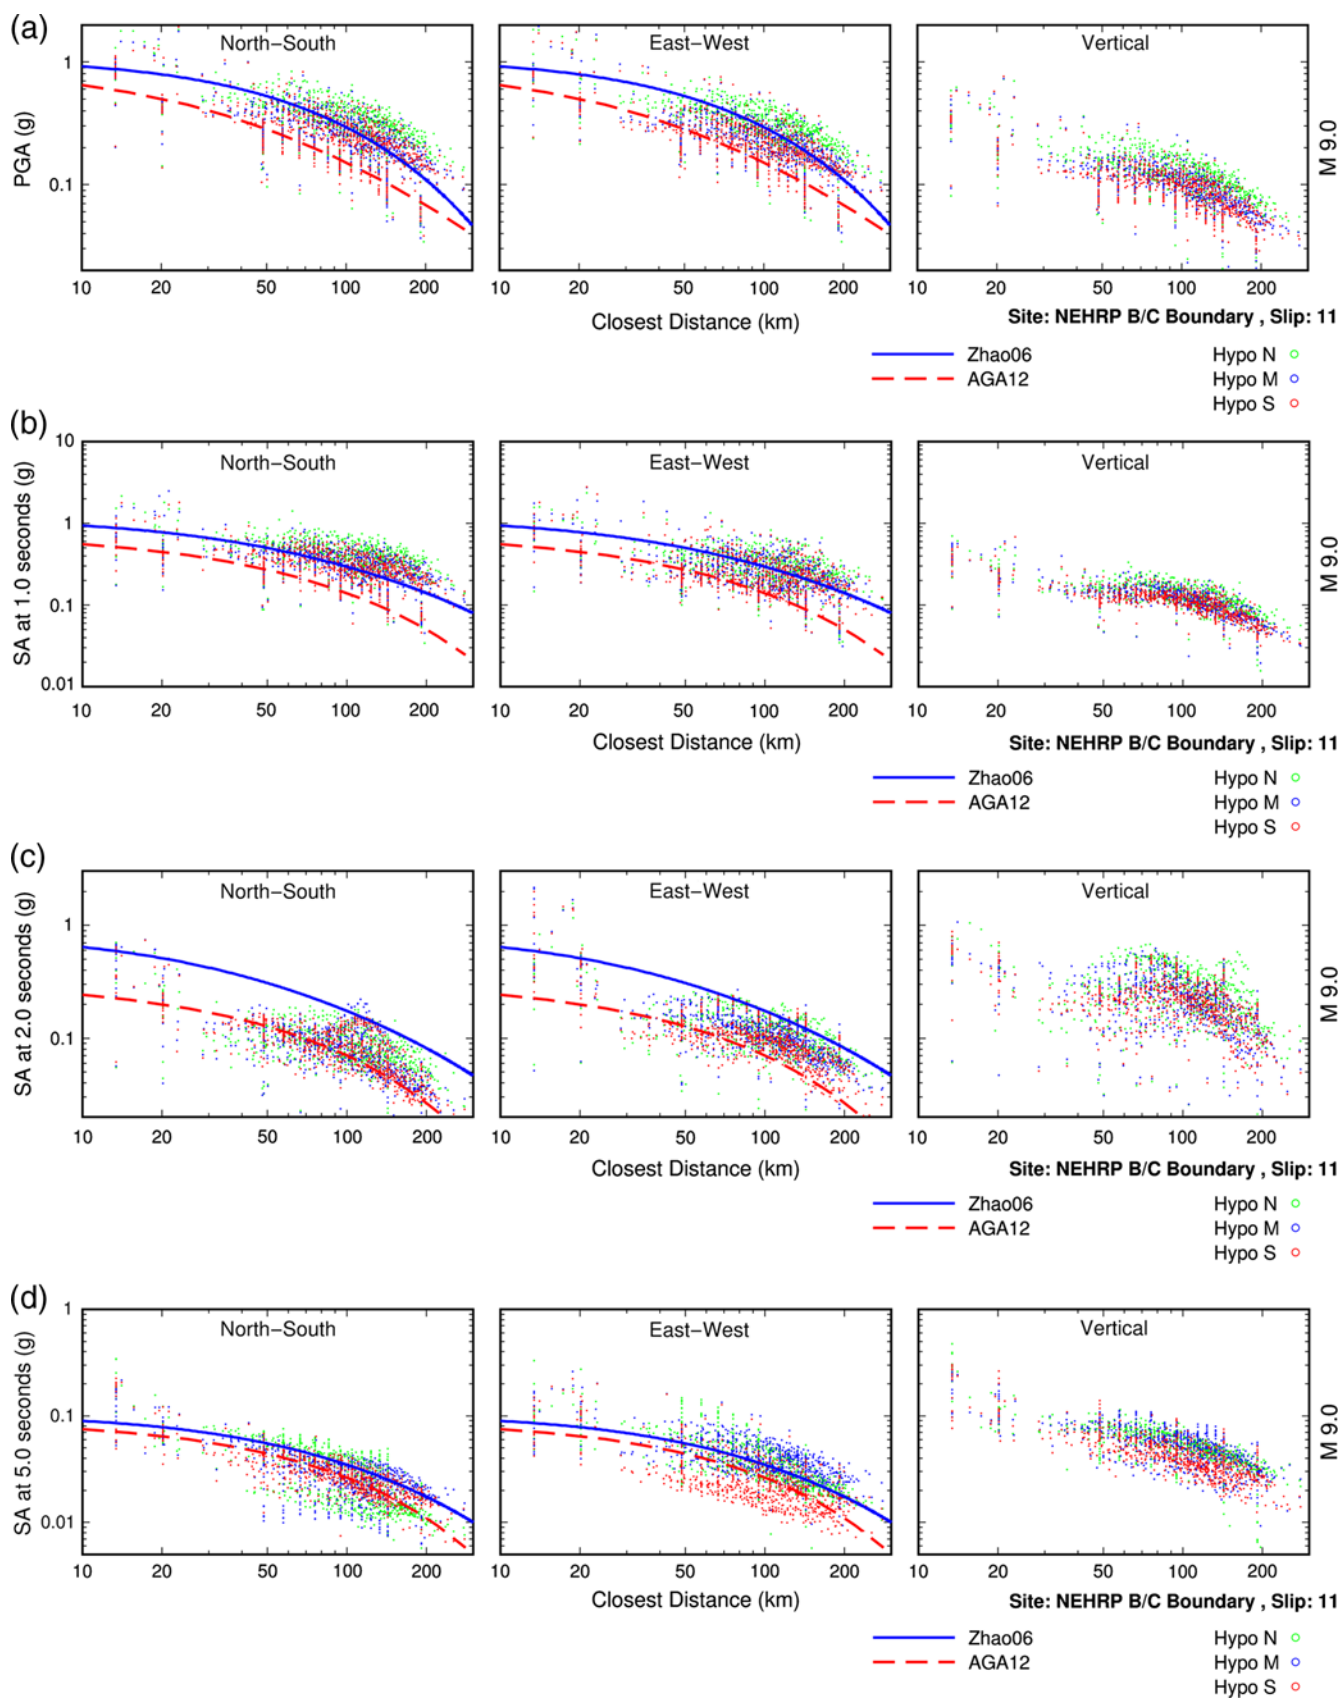 (a)
North–South East–West Vertical
1
0.1
PGA (g)
M 9.0
10 20 50 100 200 10 20 50 100 200 10 20 50 100 200
Closest Distance (km)
Site: NEHRP B/C Boundary , Slip: 11
Zhao06 Hypo N
AGA12 Hypo M
Hypo S
(b)
10
North–South East–West Vertical
1
0.1
0.01
SA at 1.0 seconds (g)
M 9.0
10 20 50 100 200 10 20 50 100 200 10 20 50 100 200
Closest Distance (km)
Site: NEHRP B/C Boundary , Slip: 11
Zhao06 Hypo N
AGA12 Hypo M
Hypo S
(c)
North–South East–West Vertical
1
0.1
SA at 2.0 seconds (g)
M 9.0
10 20 50 100 200 10 20 50 100 200 10 20 50 100 200
Closest Distance (km)
Site: NEHRP B/C Boundary , Slip: 11
Zhao06 Hypo N
AGA12 Hypo M
Hypo S
(d)
1
North–South East–West Vertical
0.1
0.01
SA at 5.0 seconds (g)
M 9.0
10 20 50 100 200 10 20 50 100 200 10 20 50 100 200
Closest Distance (km)
Site: NEHRP B/C Boundary , Slip: 11
Zhao06 Hypo N
AGA12 Hypo M
Hypo S